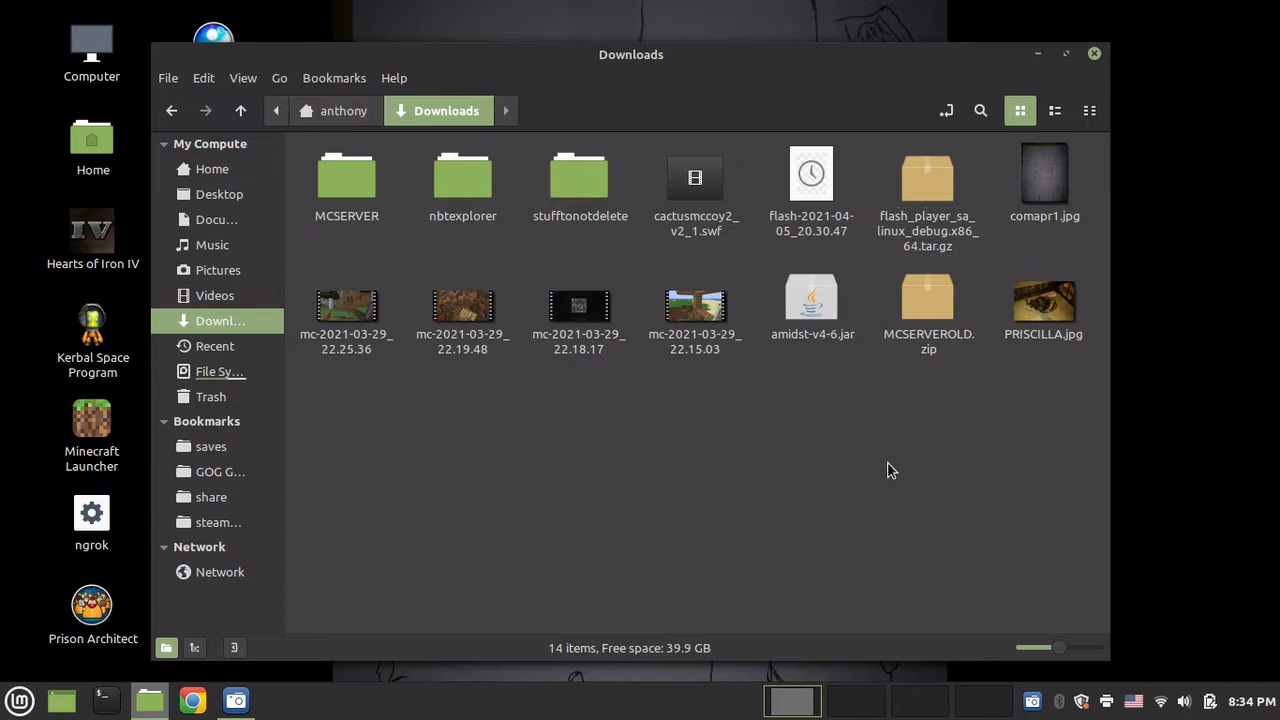 Computer
Home
IV
Hearts of Iron IV
Kerbal Space
Program
Minecraft
Launcher
ngrok
Prison Architect
Downloads
File Edit View Go Bookmarks Help
anthony Downloads
My Compute
Home
Desktop
Docu...
Music
Pictures
Videos
Downl...
Recent
File Sy...
Trash
Bookmarks
saves
GOG G...
share
steam...
Network
Network
MCSERVER
nbtexplorer
stufftonotdelete
cactusmccoy2_
v2_1.swf
flash-2021-04-
05_20.30.47
flash_player_sa_
linux_debug.x86_
64.tar.gz
comapr1.jpg
mc-2021-03-29_
22.25.36
mc-2021-03-29_
22.19.48
mc-2021-03-29_
22.18.17
mc-2021-03-29_
22.15.03
amidst-v4-6.jar
MCSERVEROLD.
zip
PRISCILLA.jpg
14 items, Free space: 39.9 GB
8:34 PM